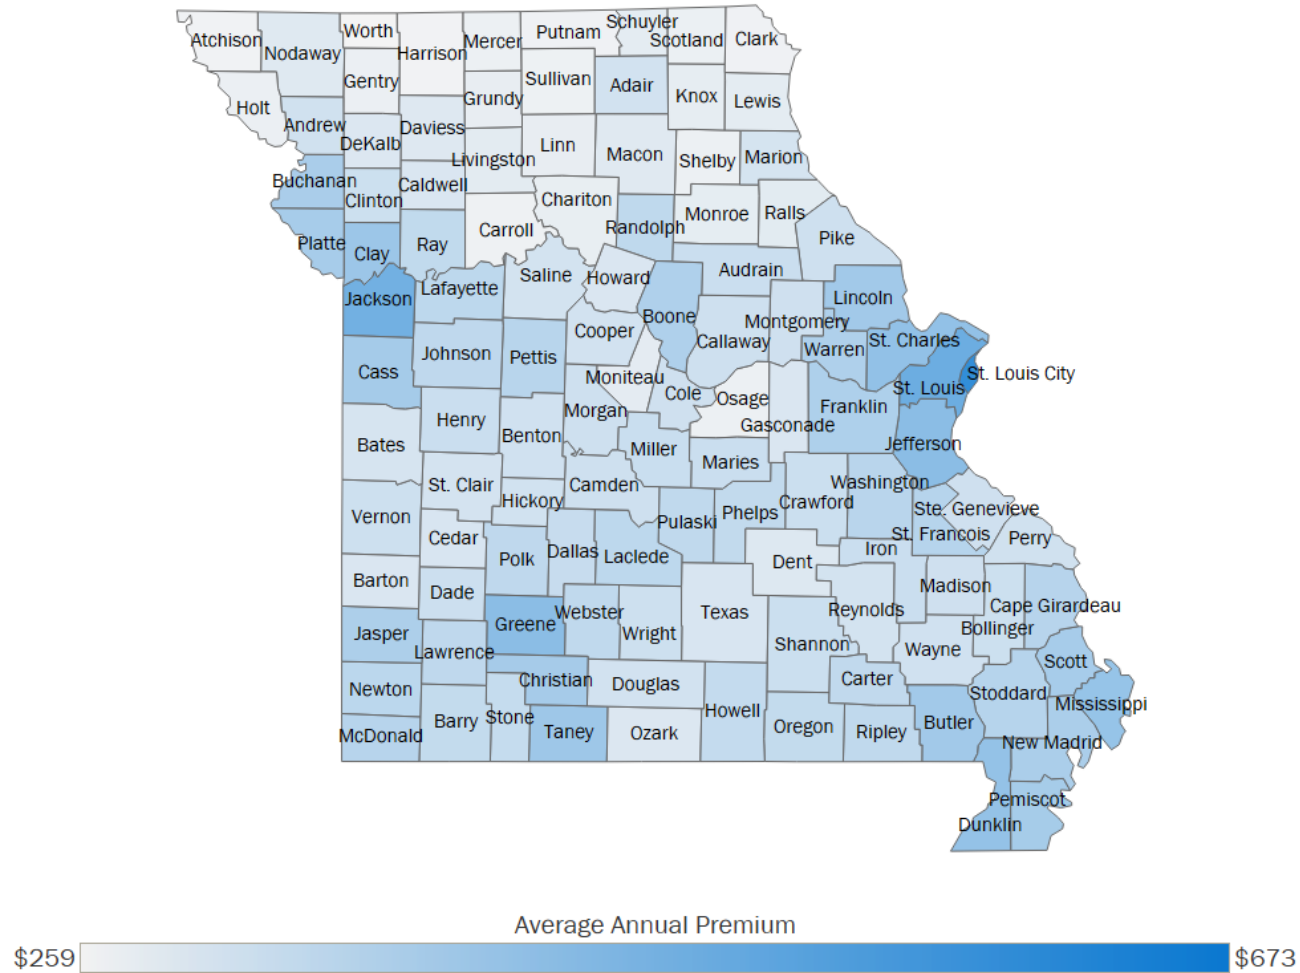 Schuyler
Worth
Putnam
Atchison
Mercer
Scotland
Clark
Nodaway
Harrison
Gentry
Sullivan
Adair
Knox
Grundy
Lewis
Holt
Andrew
Daviess
DeKalb
Linn
Macon
Marion
Livingston
Shelby
Buchanan
Caldwell
Clinton
Chariton
Monroe
Ralls
Randolph
Carroll
Platte
Ray
Pike
Clay
Audrain
Saline
Howard
Lafayette
Jackson
Lincoln
Boone
Montgomery
Cooper
Callaway
St. Charles
Warren
Johnson
Pettis
Cass
St. Louis City
Moniteau
St. Louis
Cole
Osage
Franklin
Morgan
Henry
Gasconade
Benton
Jefferson
Bates
Miller
Maries
St. Clair
Camden
Washington
Hickory
Crawford
Ste. Genevieve
Phelps
Vernon
Pulaski
St. Francois
Cedar
Perry
Iron
Dallas
Laclede
Polk
Dent
Barton
Madison
Dade
Cape Girardeau
Webster
Texas
Reynolds
Greene
Bollinger
Jasper
Wright
Shannon
Wayne
Lawrence
Scott
Christian
Douglas
Carter
Newton
Stoddard
Mississippi
Howell
Stone
Barry
Butler
Oregon
Taney
Ozark
Ripley
McDonald
New Madrid
Pemiscot
Dunklin
Average Annual Premium
$259
$673